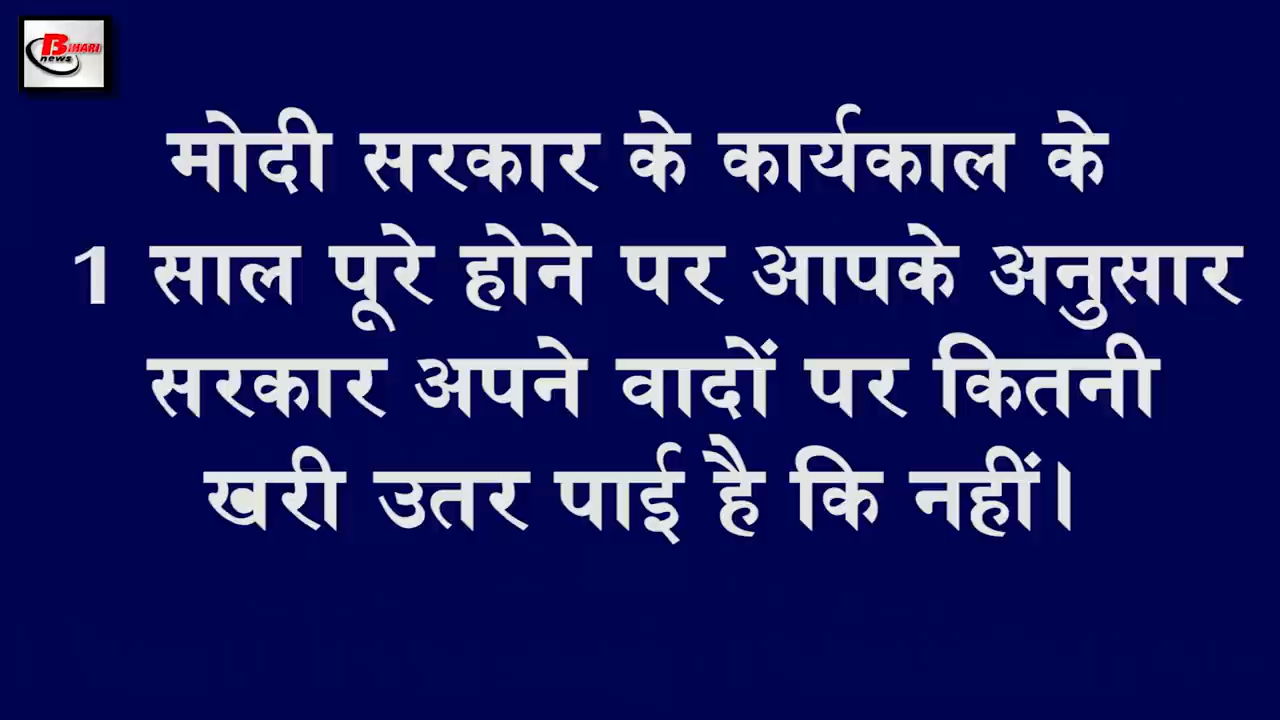 BIHARI
news
मोदी सरकार के कार्यकाल के
1 साल पूरे होने पर आपके अनुसार
सरकार अपने वादों पर कितनी
खरी उतर पाई है कि नहीं।